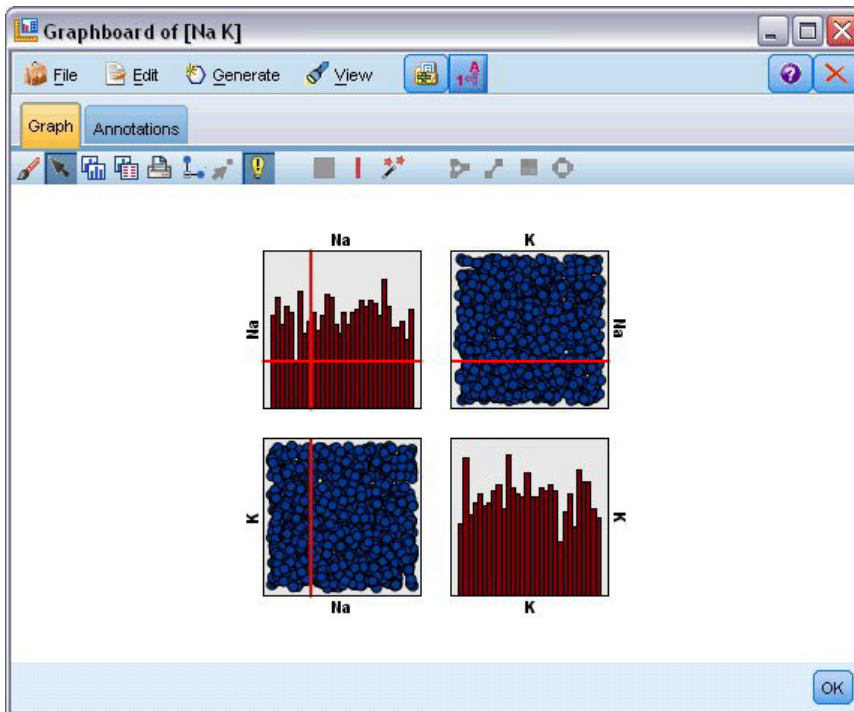 Graphboard of [Na K]
File Edit Generate View
Graph Annotations
Na K
Na Na
K K
Na K
OK